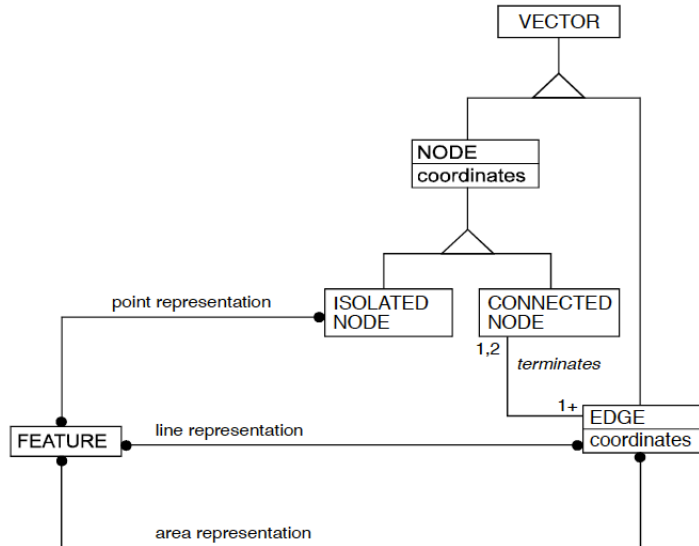 VECTOR
NODE
coordinates
point representation
ISOLATED
NODE
CONNECTED
NODE
1,2
terminates
1+
EDGE
coordinates
FEATURE
line representation
area representation